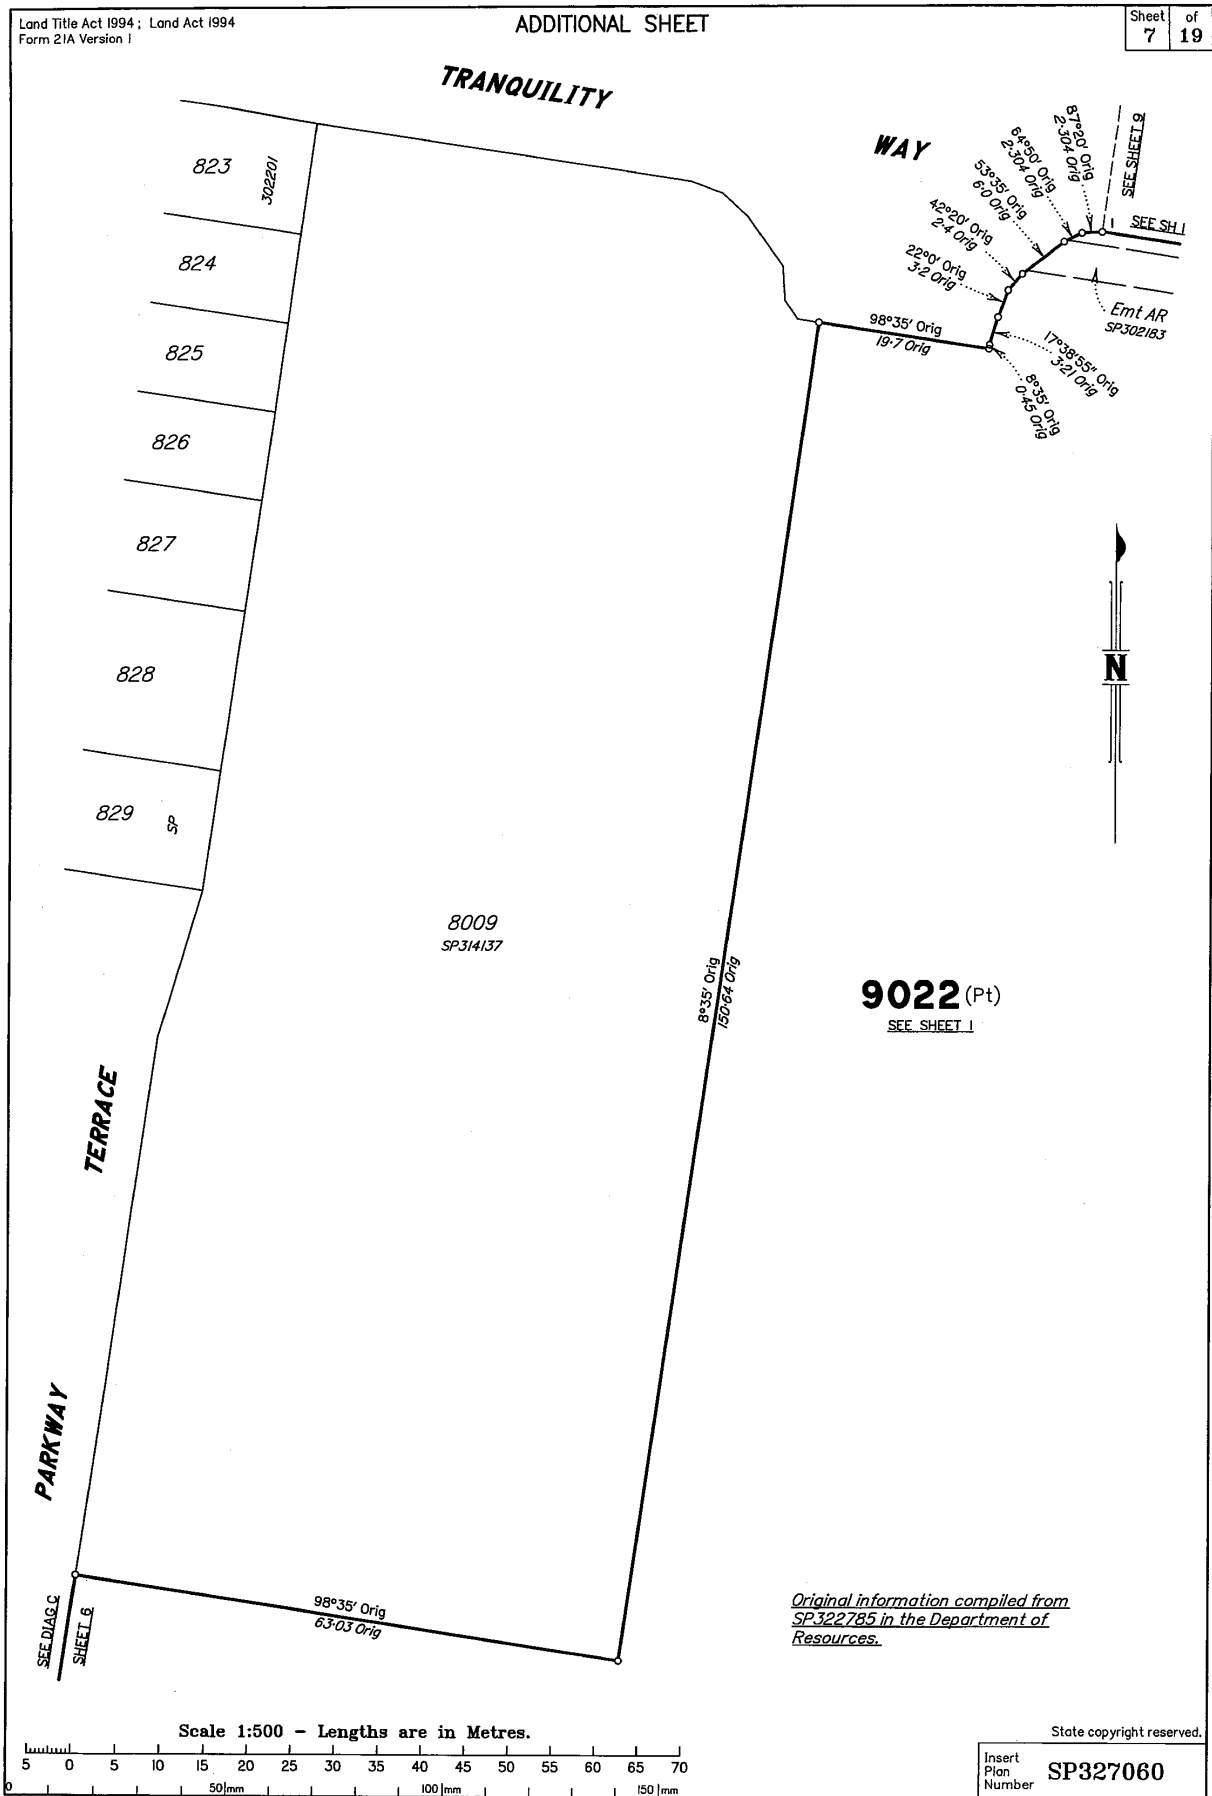 Land Title Act 1994; Land Act 1994
Form 21A Version 1
ADDITIONAL SHEET
Sheet 7 of 19
TRANQUILITY
WAY
823
302201
824
825
826
827
828
829
SP
87°20' Orig
2·304 Orig
64°50' Orig
2·304 Orig
53°35' Orig
6·0 Orig
42°20' Orig
2·4 Orig
22°0' Orig
3·2 Orig
SEE SHEET 9
1
SEE SH 1
Emt AR
SP302183
98°35' Orig
19·7 Orig
17°38'55" Orig
3·21 Orig
8°35' Orig
0·45 Orig
N
8009
SP314137
8°35' Orig
150·64 Orig
9022 (Pt)
SEE SHEET 1
TERRACE
PARKWAY
SEE DIAG C
SHEET 6
98°35' Orig
63·03 Orig
Original information compiled from
SP322785 in the Department of
Resources.
Scale 1:500 - Lengths are in Metres.
5 0 5 10 15 20 25 30 35 40 45 50 55 60 65 70
0 50 mm 100 mm 150 mm
State copyright reserved.
Insert
Plan
Number
SP327060